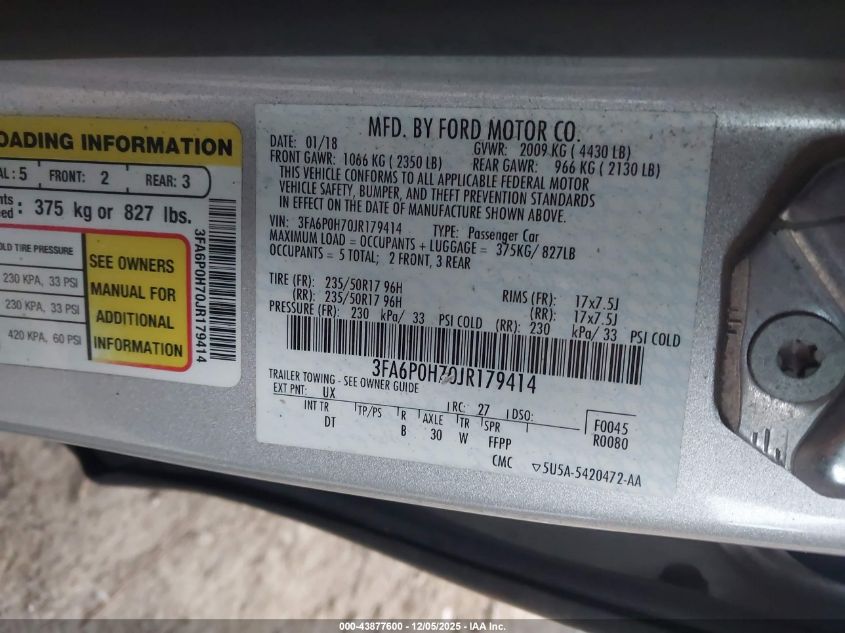 OADING INFORMATION
AL: 5 FRONT: 2 REAR: 3
: 375 kg or 827 lbs.
OLD TIRE PRESSURE
230 KPA, 33 PSI
230 KPA, 33 PSI
420 KPA, 60 PSI
SEE OWNERS
MANUAL FOR
ADDITIONAL
INFORMATION
3FA6P0H70JR179414
MFD. BY FORD MOTOR CO.
DATE: 01/18 GVWR: 2009 KG ( 4430 LB)
FRONT GAWR: 1066 KG ( 2350 LB) REAR GAWR: 966 KG ( 2130 LB)
THIS VEHICLE CONFORMS TO ALL APPLICABLE FEDERAL MOTOR
VEHICLE SAFETY, BUMPER, AND THEFT PREVENTION STANDARDS
IN EFFECT ON THE DATE OF MANUFACTURE SHOWN ABOVE.
VIN: 3FA6P0H70JR179414 TYPE: Passenger Car
MAXIMUM LOAD = OCCUPANTS + LUGGAGE = 375KG/ 827LB
OCCUPANTS = 5 TOTAL; 2 FRONT, 3 REAR
TIRE (FR): 235/50R17 96H RIMS (FR): 17x7.5J
(RR): 235/50R17 96H (RR): 17x7.5J
PRESSURE (FR): 230 kPa/ 33 PSI COLD (RR): 230 kPa/ 33 PSI COLD
3FA6P0H70JR179414
TRAILER TOWING - SEE OWNER GUIDE
EXT PNT: UX RC: 27 DSO: F0045
INT TR TP/PS R AXLE TR SPR R0080
DT B 30 W FFPP
CMC ▽5U5A-5420472-AA
000-43877600 - 12/05/2025 - IAA Inc.